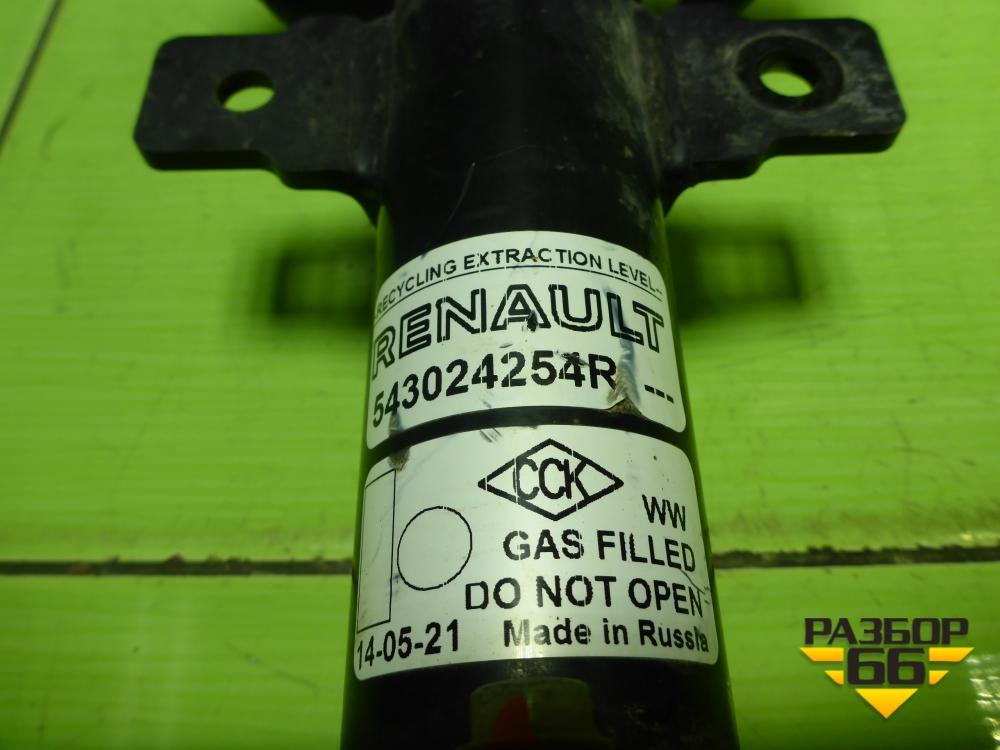 RECYCLING EXTRACTION LEVEL--
RENAULT
543024254R ---
CCK
WW
GAS FILLED
DO NOT OPEN
14-05-21 Made in Russia
РАЗБОР
66